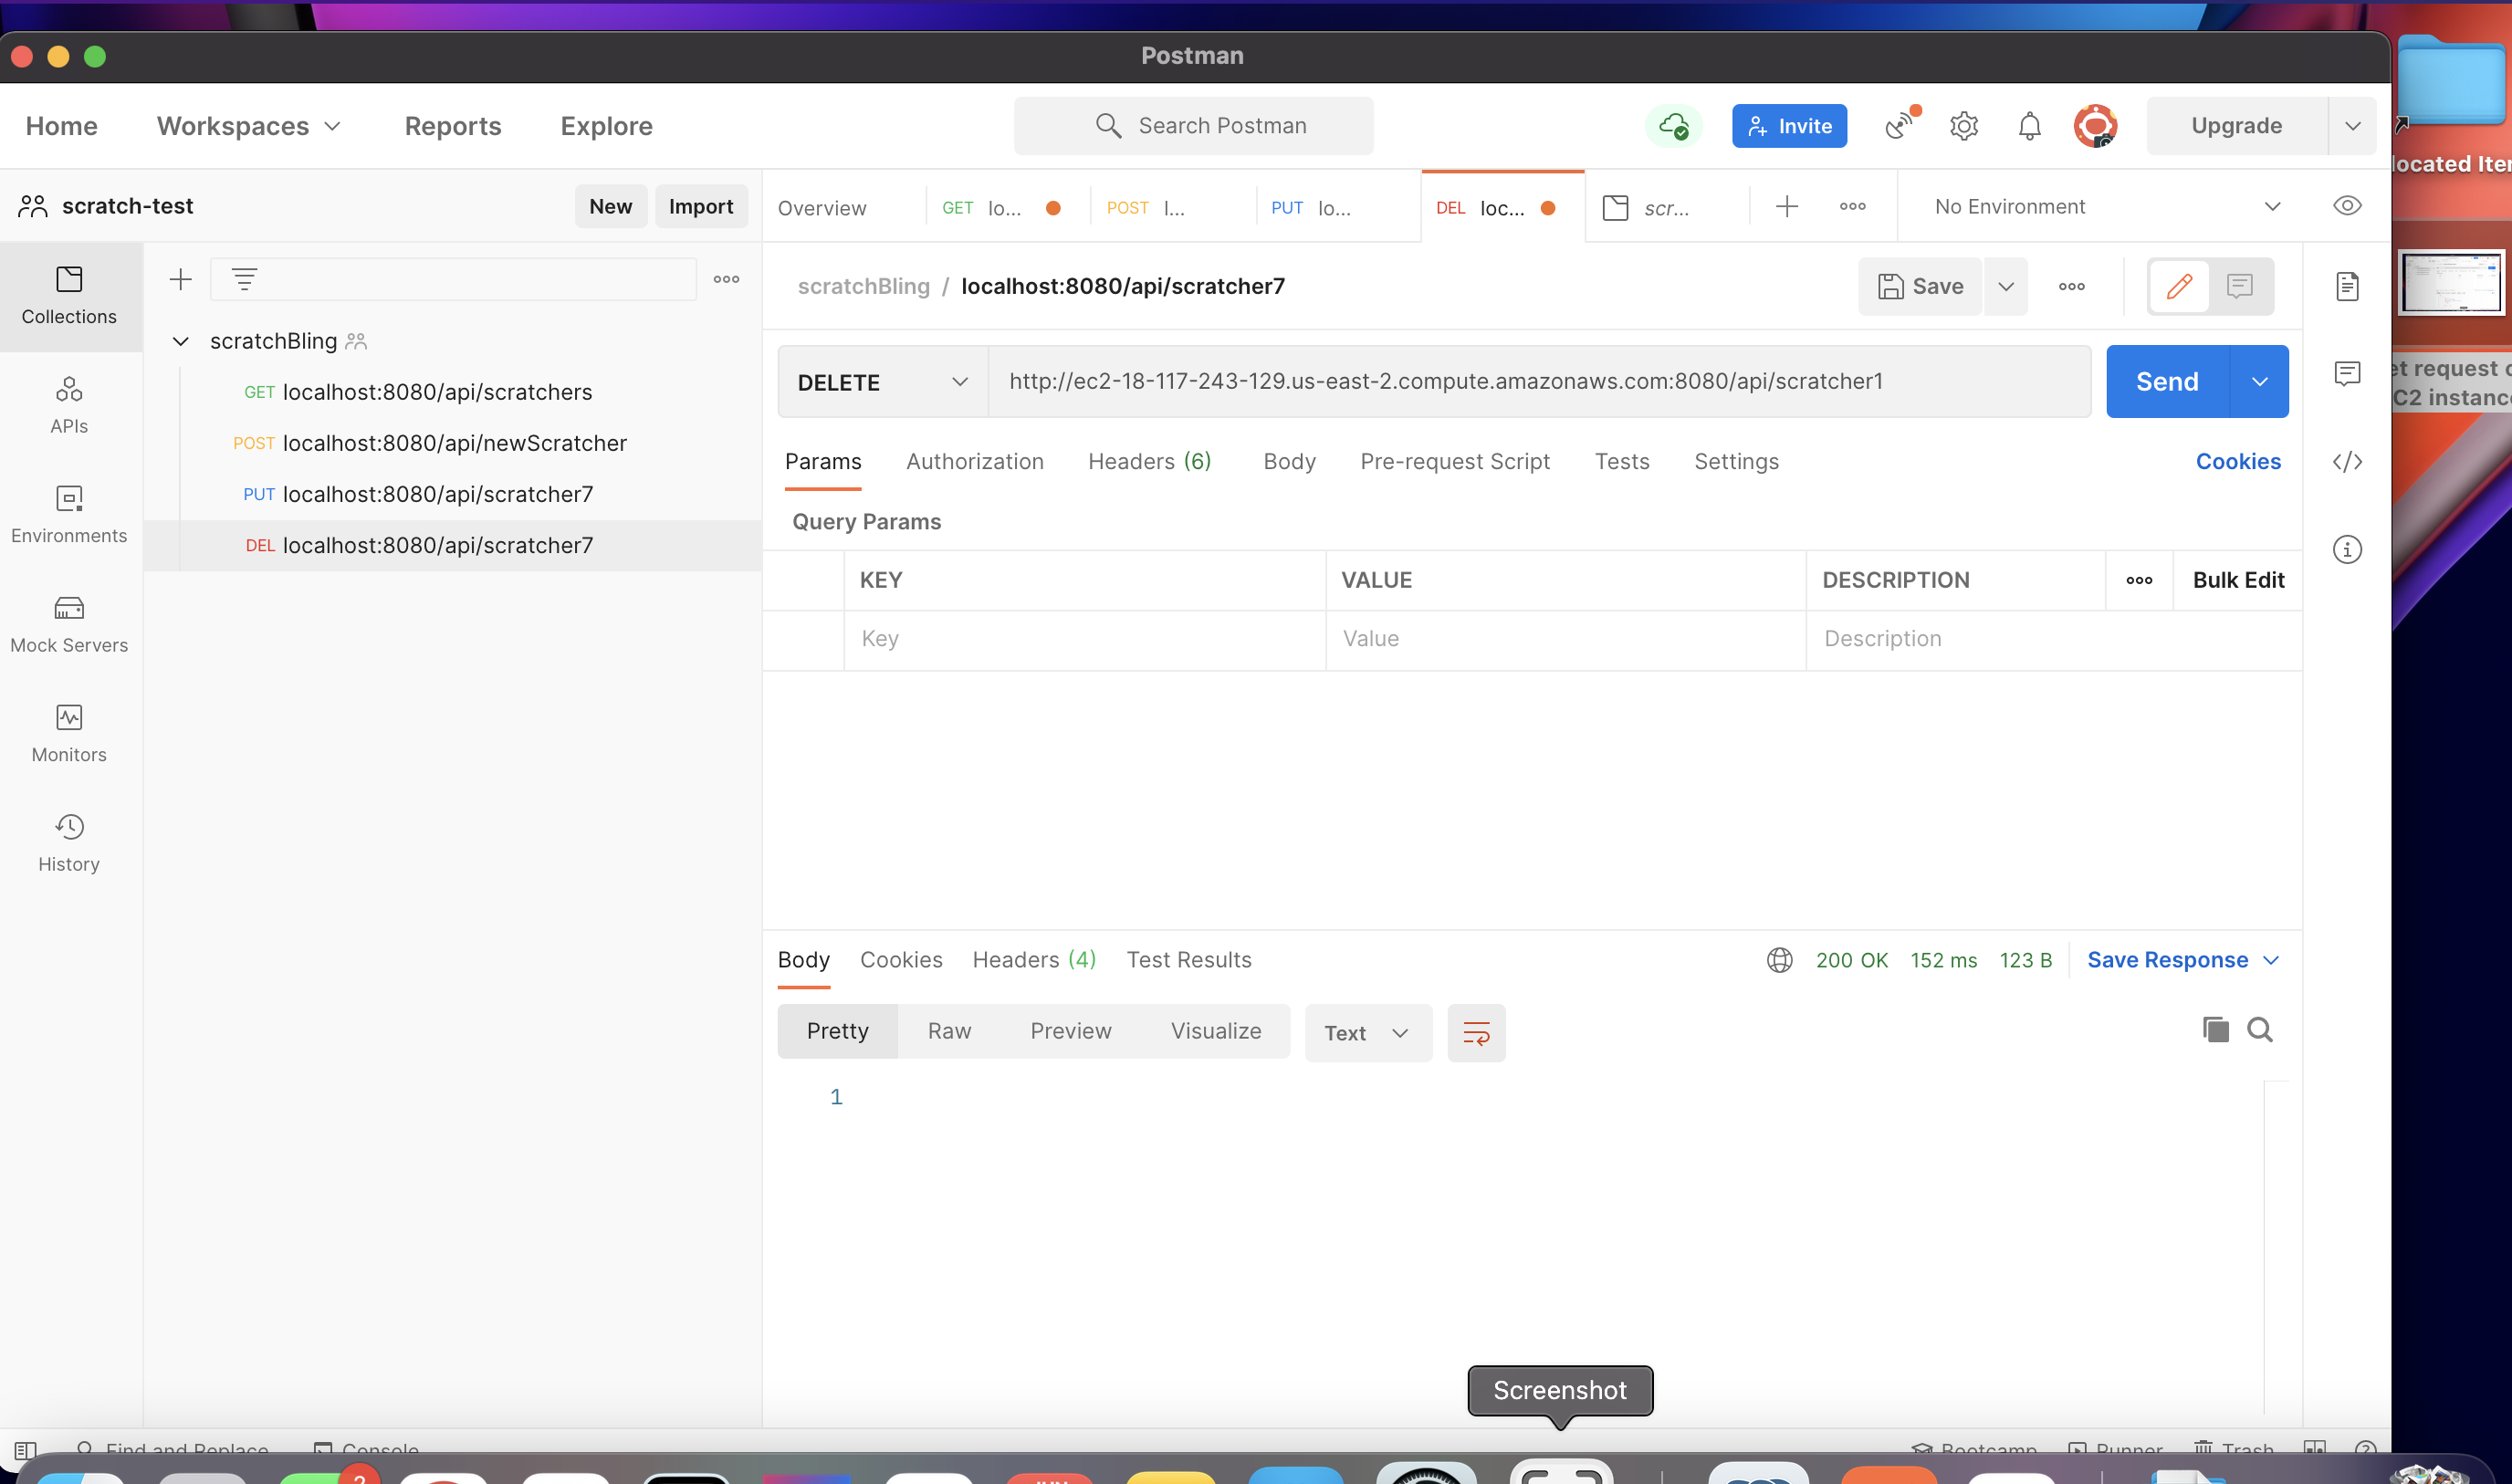 Postman
Home Workspaces Reports Explore Search Postman Invite Upgrade
scratch-test New Import Overview GET lo... POST l... PUT lo... DEL loc... scr... No Environment
Collections
APIs
Environments
Mock Servers
Monitors
History
scratchBling
GET localhost:8080/api/scratchers
POST localhost:8080/api/newScratcher
PUT localhost:8080/api/scratcher7
DEL localhost:8080/api/scratcher7
scratchBling / localhost:8080/api/scratcher7 Save
DELETE http://ec2-18-117-243-129.us-east-2.compute.amazonaws.com:8080/api/scratcher1 Send
Params Authorization Headers (6) Body Pre-request Script Tests Settings Cookies
Query Params
KEY VALUE DESCRIPTION Bulk Edit
Key Value Description
Body Cookies Headers (4) Test Results 200 OK 152 ms 123 B Save Response
Pretty Raw Preview Visualize Text
1
Screenshot
Find and Replace Console Bootcamp Runner Trash
2
JUN
located Iter
et request o
C2 instance